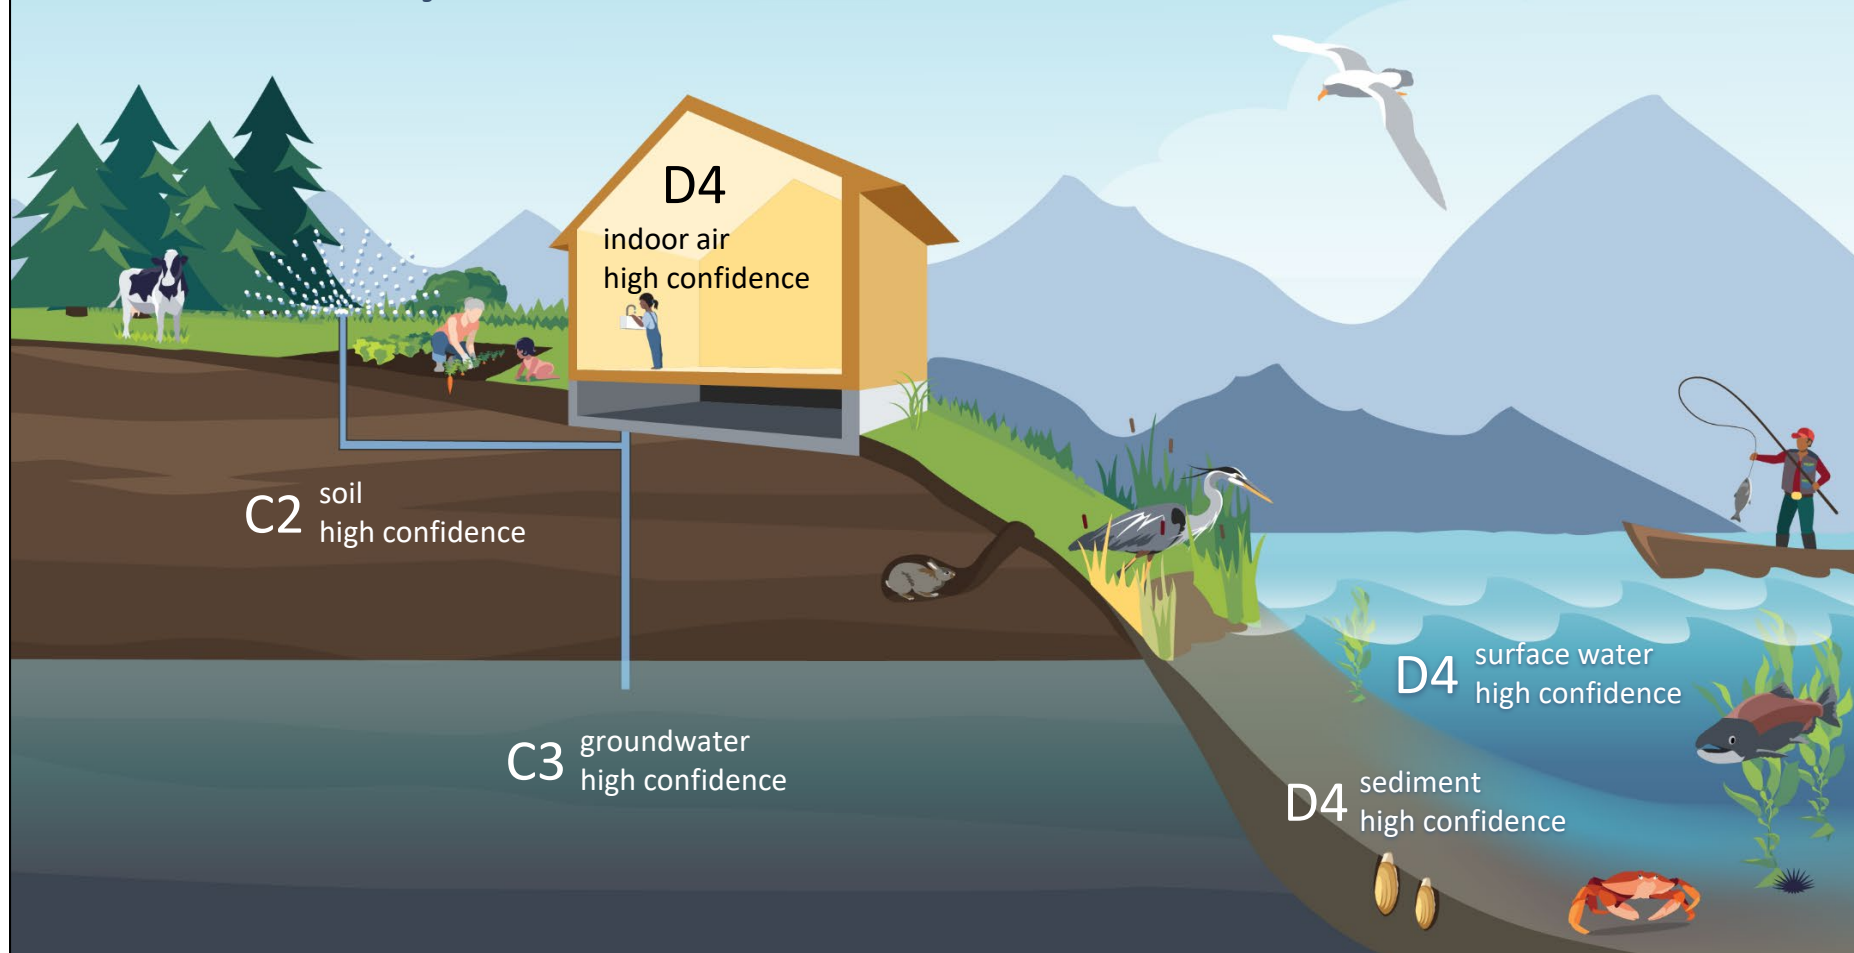 D4
indoor air
high confidence
C2
soil
high confidence
D4
surface water
high confidence
C3
groundwater
high confidence
D4
sediment
high confidence